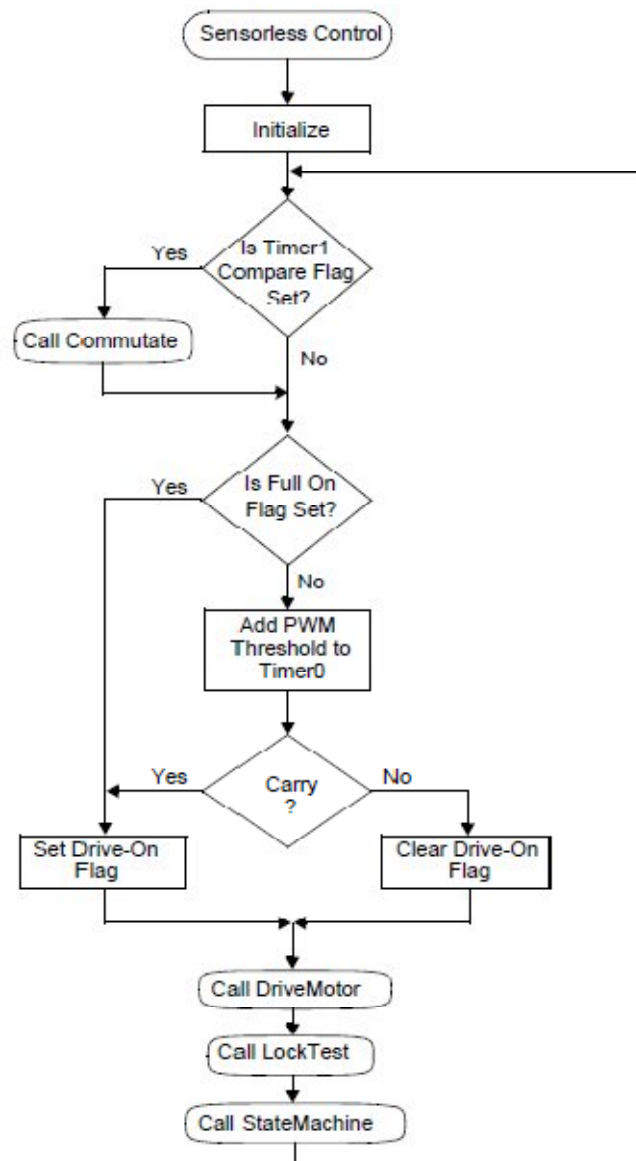 Sensorless Control
Initialize
Yes
Is Timer1
Compare Flag
Set?
Call Commutate
No
Yes
Is Full On
Flag Set?
No
Add PWM
Threshold to
Timer0
Yes
Carry
?
No
Set Drive-On
Flag
Clear Drive-On
Flag
Call DriveMotor
Call LockTest
Call StateMachine